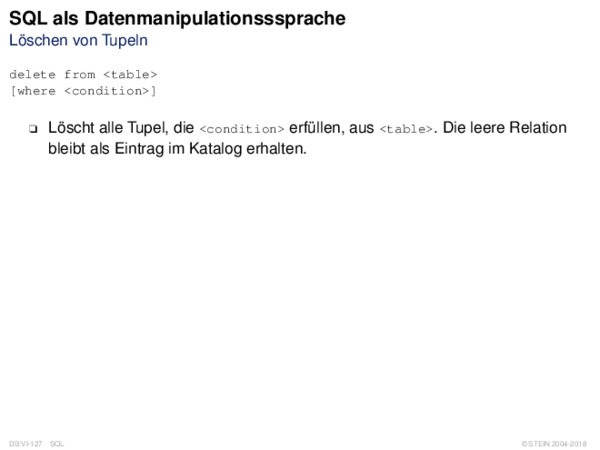 SQL als Datenmanipulationsssprache
Löschen von Tupeln
delete from <table>
[where <condition>]
❑ Löscht alle Tupel, die <condition> erfüllen, aus <table>. Die leere Relation
bleibt als Eintrag im Katalog erhalten.
DB:VI-127 SQL © STEIN 2004-2018